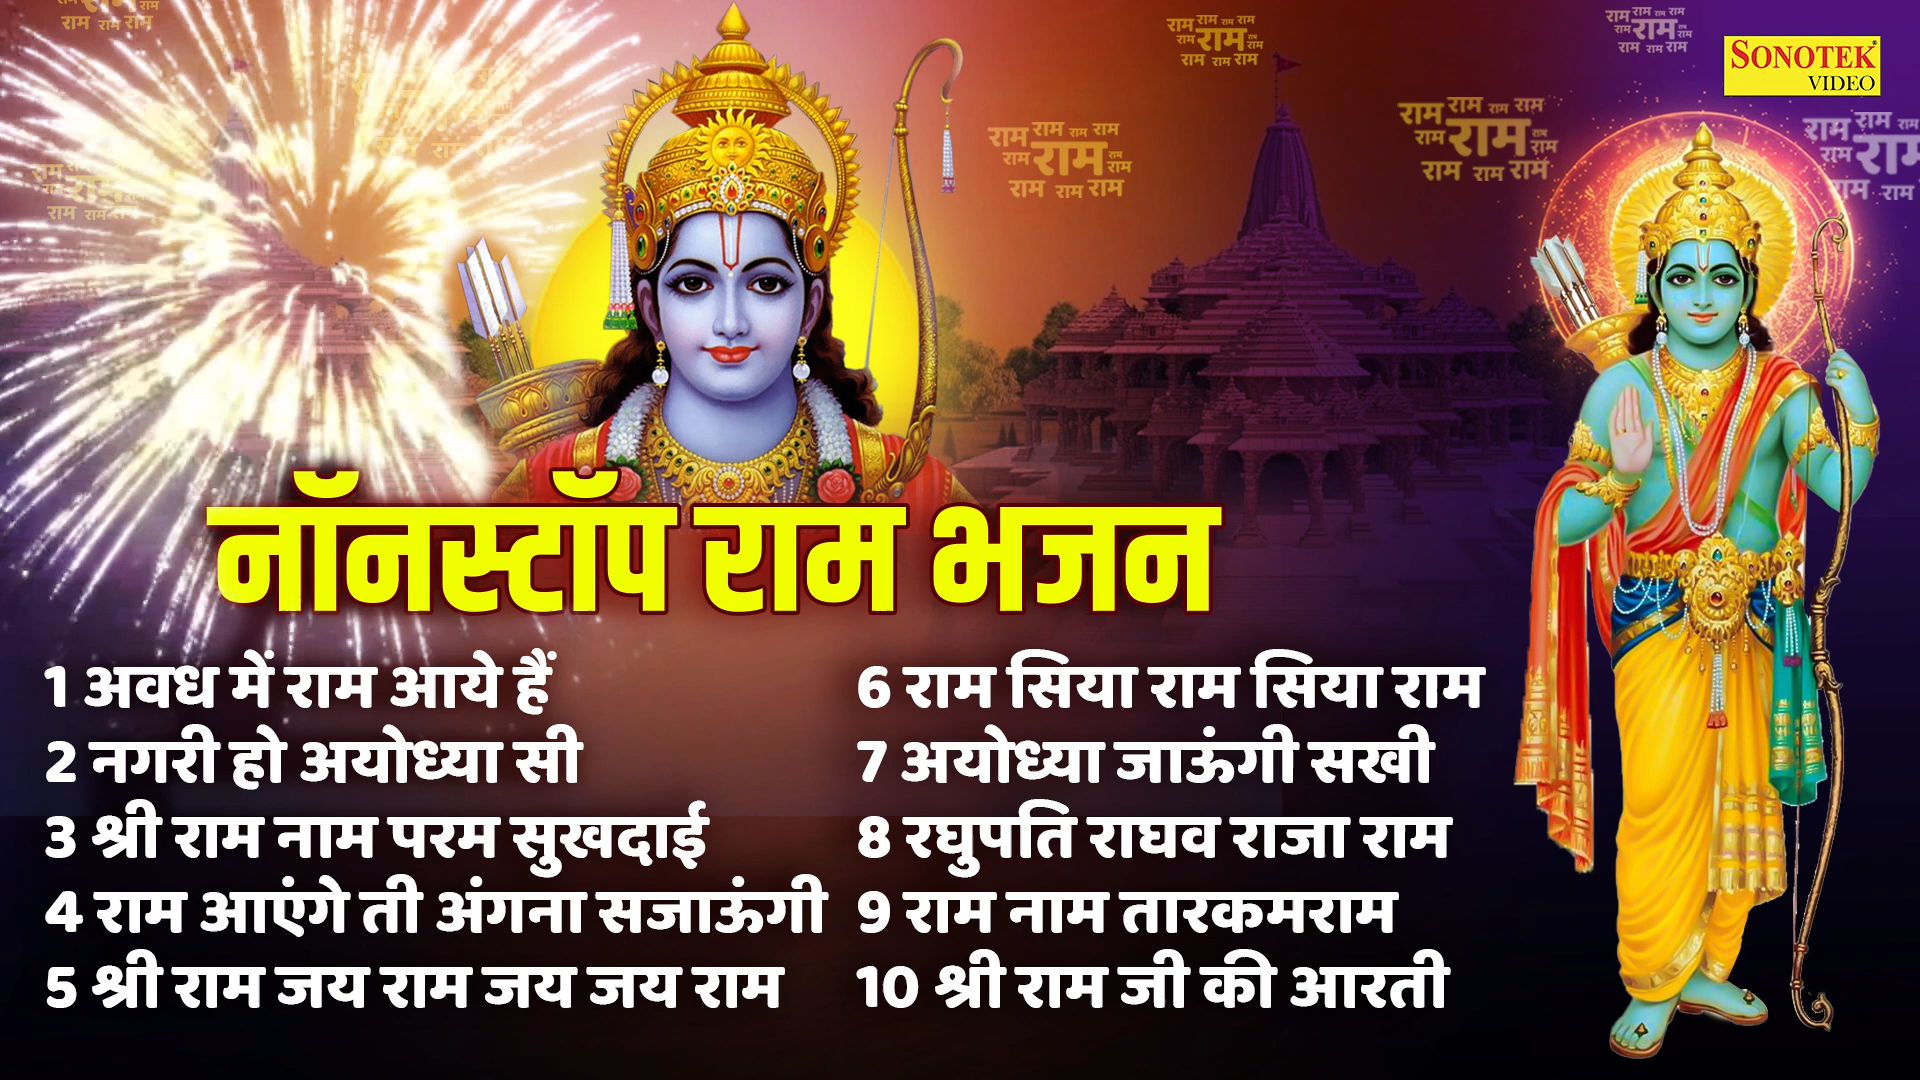 SONOTEK
VIDEO
राम राम राम राम
राम राम राम
राम राम राम
नॉनस्टॉप राम भजन
1 अवध में राम आये हैं
2 नगरी हो अयोध्या सी
3 श्री राम नाम परम सुखदाई
4 राम आएंगे ती अंगना सजाऊंगी
5 श्री राम जय राम जय जय राम
6 राम सिया राम सिया राम
7 अयोध्या जाऊंगी सखी
8 रघुपति राघव राजा राम
9 राम नाम तारकमराम
10 श्री राम जी की आरती